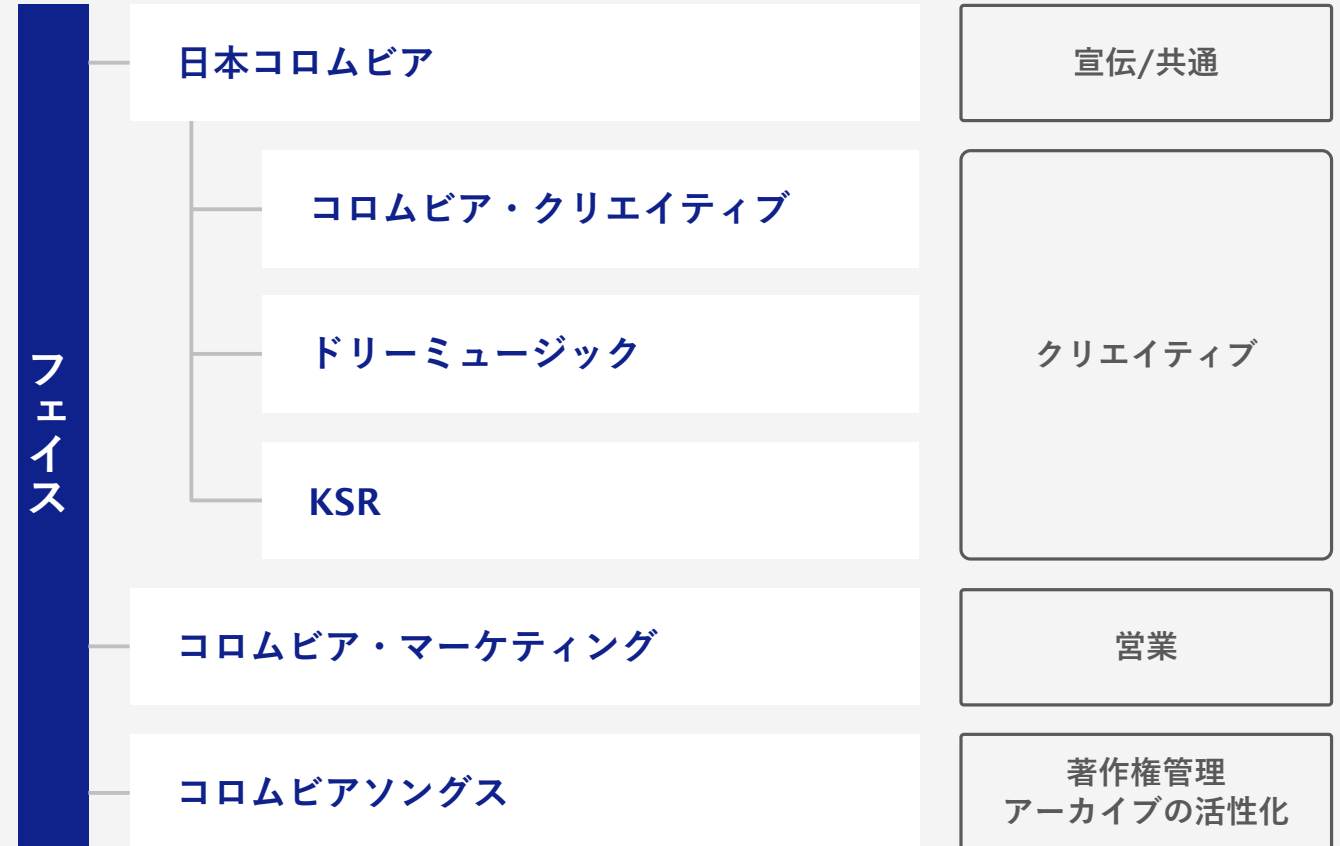 フェイス
日本コロムビア
宣伝/共通
コロムビア・クリエイティブ
ドリーミュージック
KSR
クリエイティブ
コロムビア・マーケティング
営業
コロムビアソングス
著作権管理
アーカイブの活性化